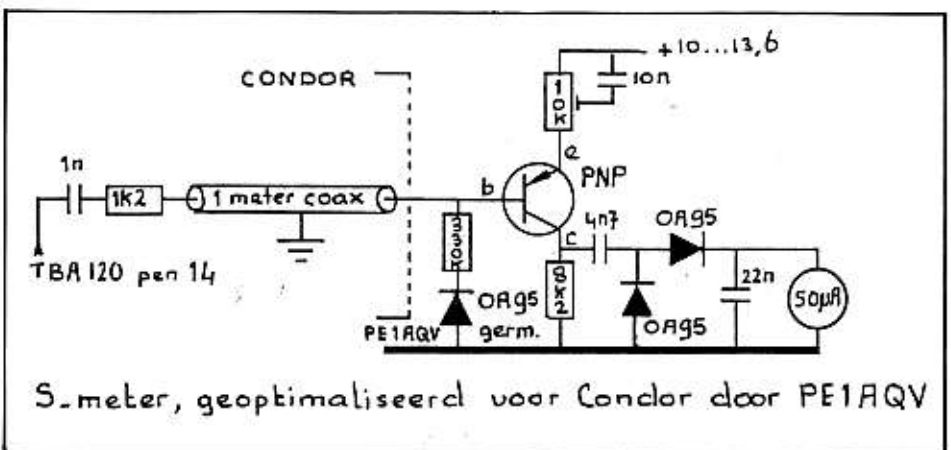 +10...13,6
CONDOR
10n
10K
e
1n
b
PNP
1K2
1 meter coax
4n7
OA95
c
330K
8K2
22n
50µA
TBA 120 pen 14
OA95
germ.
OA95
PE1AQV
S-meter, geoptimaliseerd voor Condor door PE1AQV